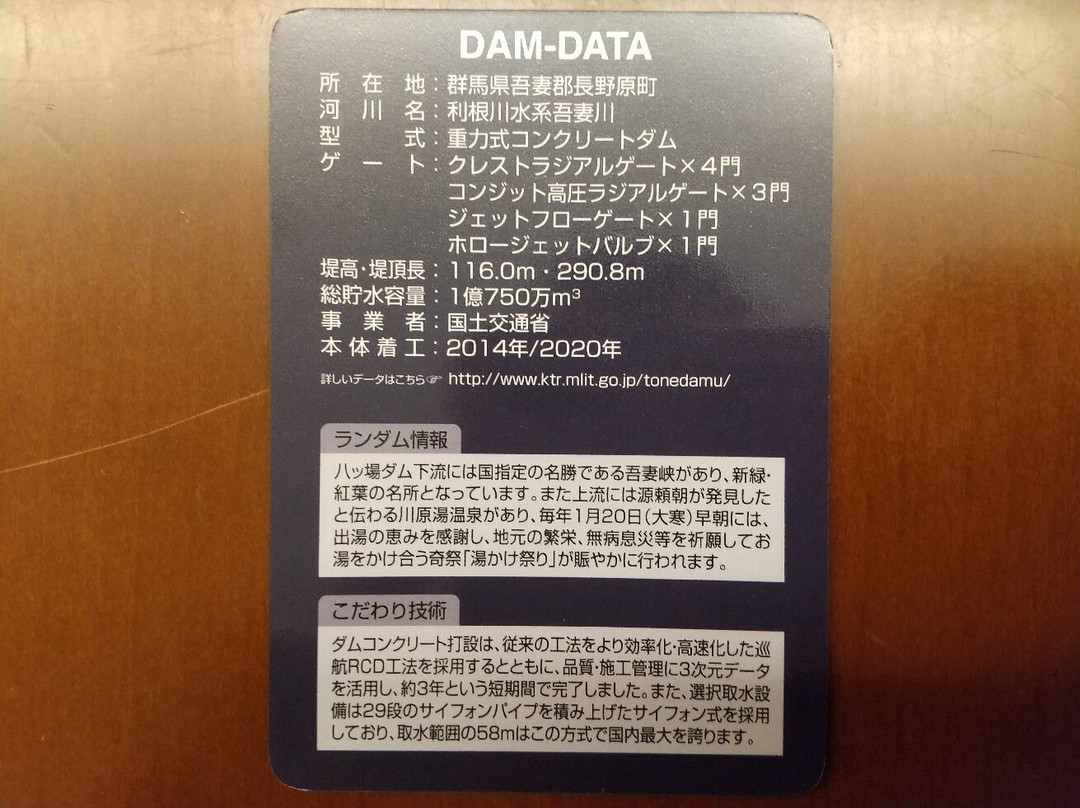 DAM-DATA
所在地：群馬県吾妻郡長野原町
河川名：利根川水系吾妻川
型式：重力式コンクリートダム
ゲート：クレストラジアルゲート×4門
コンジット高圧ラジアルゲート×3門
ジェットフローゲート×1門
ホロージェットバルブ×1門
堤高・堤頂長：116.0m・290.8m
総貯水容量：1億750万m³
事業者：国土交通省
本体着工：2014年/2020年
詳しいデータはこちら☞ http://www.ktr.mlit.go.jp/tonedamu/
ランダム情報
八ッ場ダム下流には国指定の名勝である吾妻峡があり、新緑・
紅葉の名所となっています。また上流には源頼朝が発見した
と伝わる川原湯温泉があり、毎年1月20日(大寒)早朝には、
出湯の恵みを感謝し、地元の繁栄、無病息災等を祈願してお
湯をかけ合う奇祭「湯かけ祭り」が賑やかに行われます。
こだわり技術
ダムコンクリート打設は、従来の工法をより効率化・高速化した巡
航RCD工法を採用するとともに、品質・施工管理に3次元データ
を活用し、約3年という短期間で完了しました。また、選択取水設
備は29段のサイフォンパイプを積み上げたサイフォン式を採用
しており、取水範囲の58mはこの方式で国内最大を誇ります。